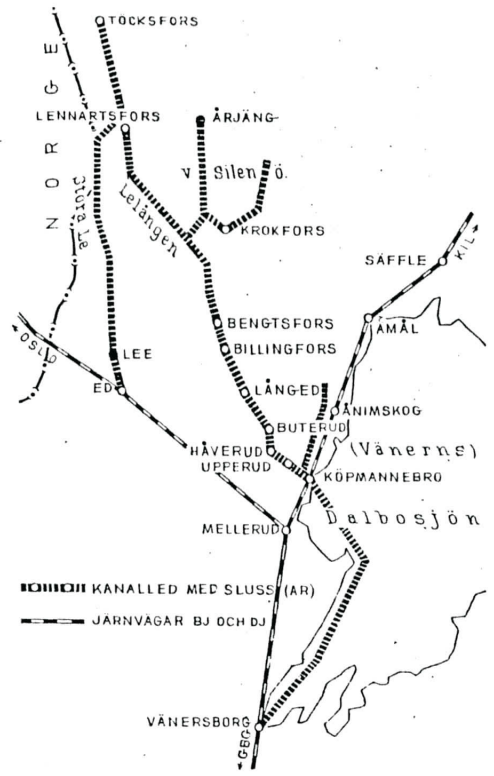 TÖCKSFORS
NORGE
LENNARTSFORS
ÅRJÄNG
V Silen Ö.
Stora Le
Lelången
KROKFORS
SÄFFLE
KIL
ÅMÅL
OSLO
BENGTSFORS
BILLINGFORS
LEE
LÅNGED
ED
ÅNIMSKOG
BUTERUD
(Vänerns)
HÅVERUD
UPPERUD
KÖPMANNEBRO
Dalbosjön
MELLERUD
KANALLED MED SLUSS (AR)
JÄRNVÄGAR BJ OCH DJ
VÄNERSBORG
GBG